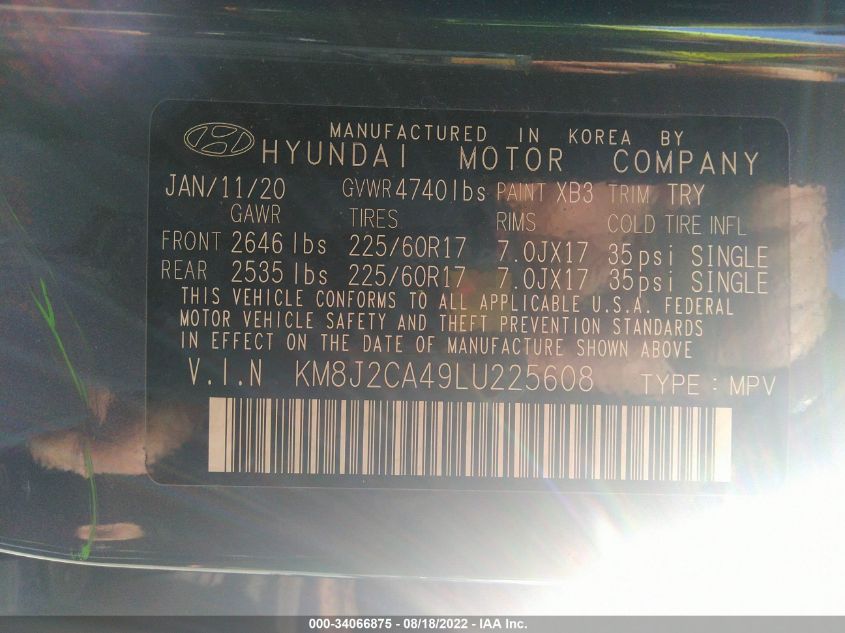 MANUFACTURED IN KOREA BY
HYUNDAI MOTOR COMPANY
JAN/11/20 GVWR 4740lbs PAINT XB3 TRIM TRY
GAWR TIRES RIMS COLD TIRE INFL
FRONT 2646 lbs 225/60R17 7.0JX17 35psi SINGLE
REAR 2535 lbs 225/60R17 7.0JX17 35psi SINGLE
THIS VEHICLE CONFORMS TO ALL APPLICABLE U.S.A. FEDERAL
MOTOR VEHICLE SAFETY AND THEFT PREVENTION STANDARDS
IN EFFECT ON THE DATE OF MANUFACTURE SHOWN ABOVE
V.I.N KM8J2CA49LU225608 TYPE : MPV
000-34066875 - 08/18/2022 - IAA Inc.